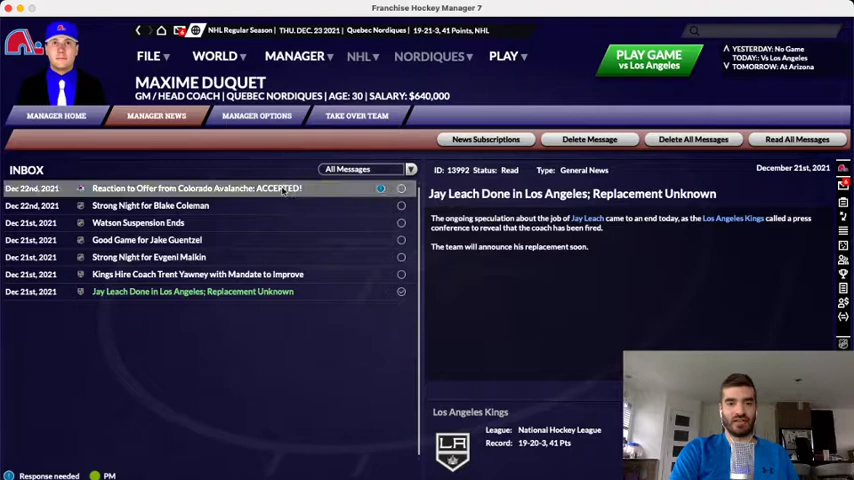 Franchise Hockey Manager 7
NHL Regular Season | THU. DEC. 23 2021 | Quebec Nordiques | 19-21-3, 41 Points, NHL
FILE WORLD MANAGER NHL NORDIQUES PLAY
PLAY GAME
vs Los Angeles
YESTERDAY: No Game
TODAY:: Vs Los Angeles
TOMORROW: At Arizona
MAXIME DUQUET
GM / HEAD COACH | QUEBEC NORDIQUES | AGE: 30 | SALARY: $640,000
MANAGER HOME MANAGER NEWS MANAGER OPTIONS TAKE OVER TEAM
News Subscriptions Delete Message Delete All Messages Read All Messages
INBOX All Messages
Dec 22nd, 2021 Reaction to Offer from Colorado Avalanche: ACCEPTED!
Dec 22nd, 2021 Strong Night for Blake Coleman
Dec 21st, 2021 Watson Suspension Ends
Dec 21st, 2021 Good Game for Jake Guentzel
Dec 21st, 2021 Strong Night for Evgeni Malkin
Dec 21st, 2021 Kings Hire Coach Trent Yawney with Mandate to Improve
Dec 21st, 2021 Jay Leach Done in Los Angeles; Replacement Unknown
ID: 13992 Status: Read Type: General News December 21st, 2021
Jay Leach Done in Los Angeles; Replacement Unknown
The ongoing speculation about the job of Jay Leach came to an end today, as the Los Angeles Kings called a press
conference to reveal that the coach has been fired.
The team will announce his replacement soon.
Los Angeles Kings
LA
League: National Hockey League
Record: 19-20-3, 41 Pts
Response needed PM